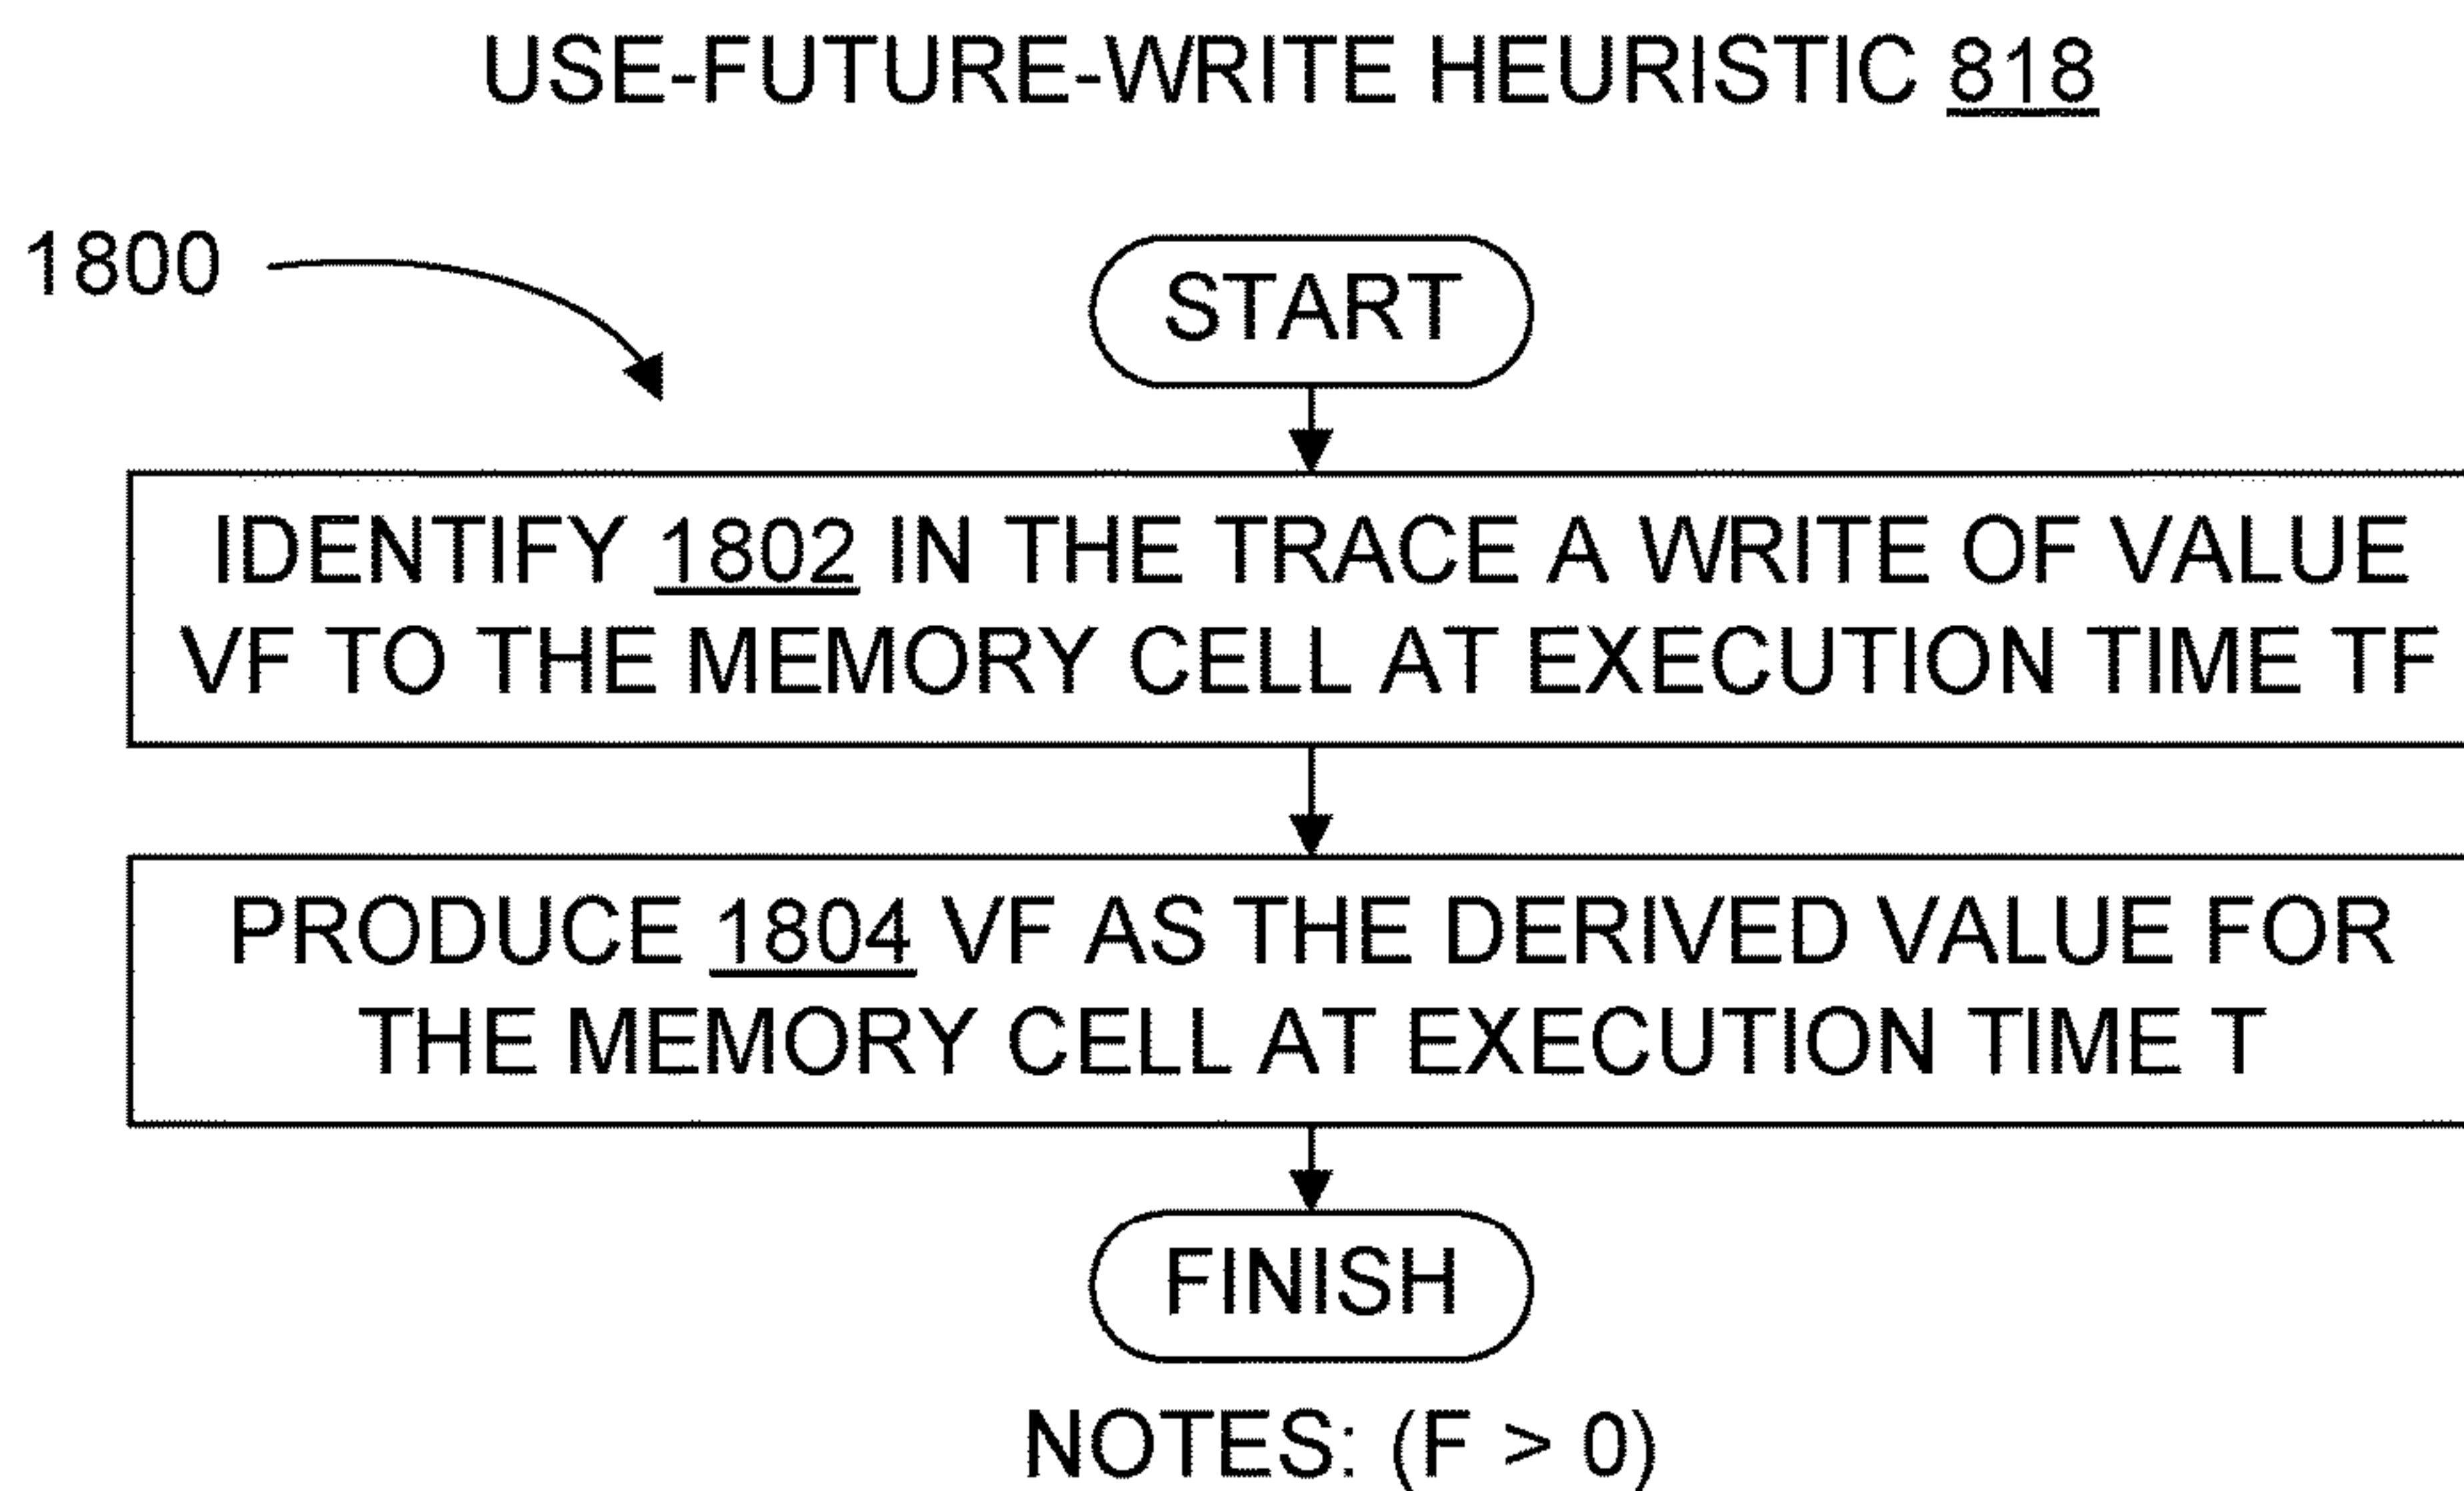 USE-FUTURE-WRITE HEURISTIC 818
1800
START
IDENTIFY 1802 IN THE TRACE A WRITE OF VALUE
VF TO THE MEMORY CELL AT EXECUTION TIME TF
PRODUCE 1804 VF AS THE DERIVED VALUE FOR
THE MEMORY CELL AT EXECUTION TIME T
FINISH
NOTES: (F > 0)